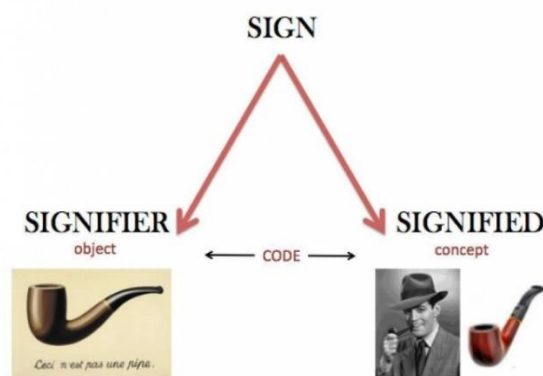 SIGN
SIGNIFIER
object
CODE
SIGNIFIED
concept
Ceci n'est pas une pipe.